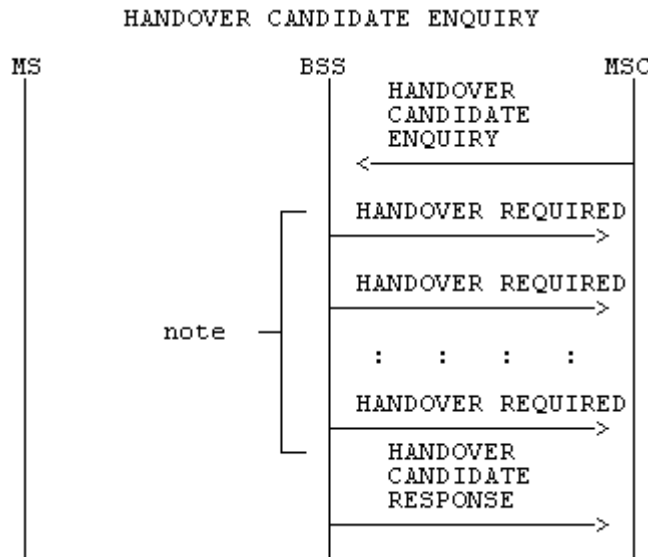 HANDOVER CANDIDATE ENQUIRY
MS BSS MSC
HANDOVER
CANDIDATE
ENQUIRY
HANDOVER REQUIRED
HANDOVER REQUIRED
note
: : : :
HANDOVER REQUIRED
HANDOVER
CANDIDATE
RESPONSE